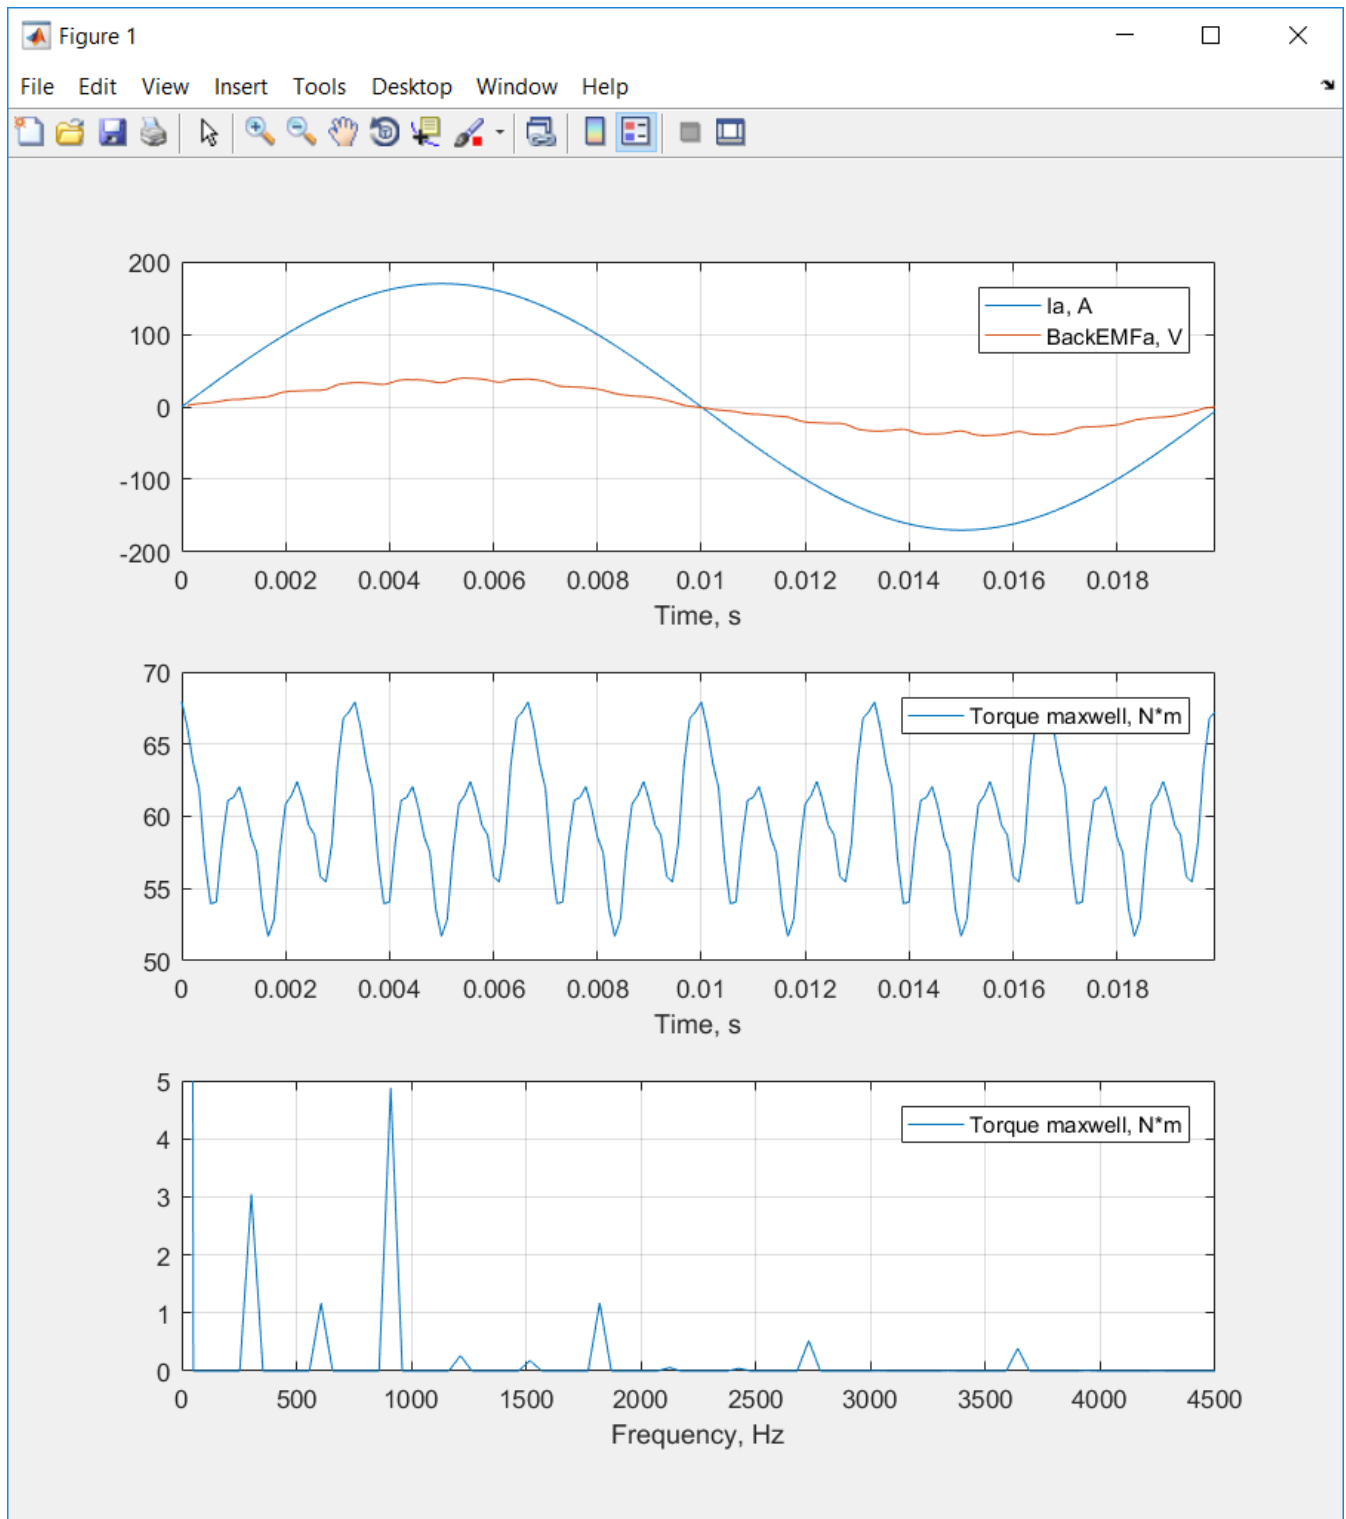 Figure 1
File Edit View Insert Tools Desktop Window Help
200
100
0
-100
-200
Ia, A
BackEMFa, V
0 0.002 0.004 0.006 0.008 0.01 0.012 0.014 0.016 0.018
Time, s
70
65
60
55
50
Torque maxwell, N*m
0 0.002 0.004 0.006 0.008 0.01 0.012 0.014 0.016 0.018
Time, s
5
4
3
2
1
0
Torque maxwell, N*m
0 500 1000 1500 2000 2500 3000 3500 4000 4500
Frequency, Hz